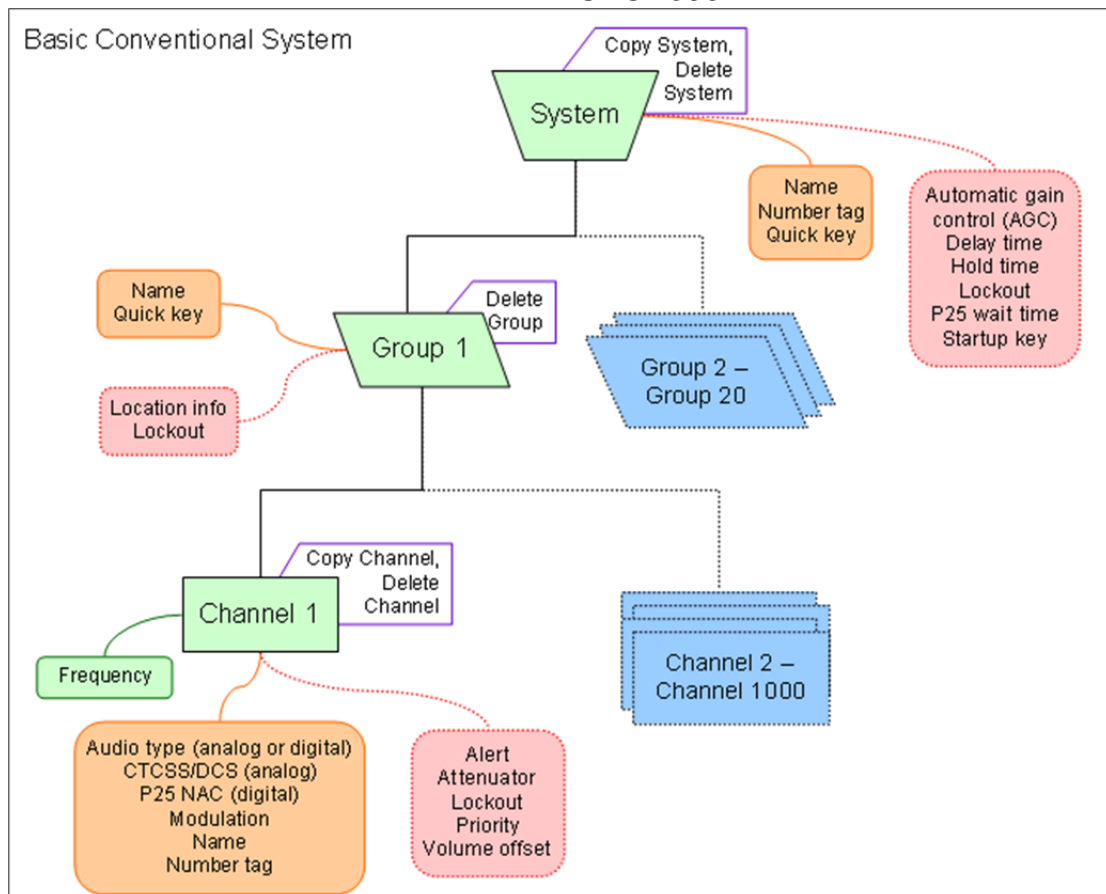 Basic Conventional System
Copy System,
Delete
System
System
Name
Number tag
Quick key
Automatic gain
control (AGC)
Delay time
Hold time
Lockout
P25 wait time
Startup key
Name
Quick key
Delete
Group
Group 1
Group 2 –
Group 20
Location info
Lockout
Copy Channel,
Delete
Channel
Channel 1
Channel 2 –
Channel 1000
Frequency
Audio type (analog or digital)
CTCSS/DCS (analog)
P25 NAC (digital)
Modulation
Name
Number tag
Alert
Attenuator
Lockout
Priority
Volume offset